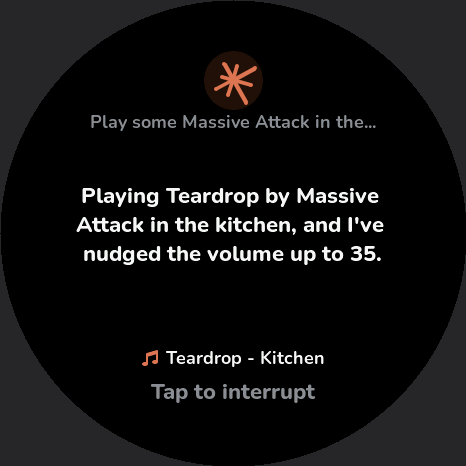 Play some Massive Attack in the...
Playing Teardrop by Massive
Attack in the kitchen, and I've
nudged the volume up to 35.
Teardrop - Kitchen
Tap to interrupt